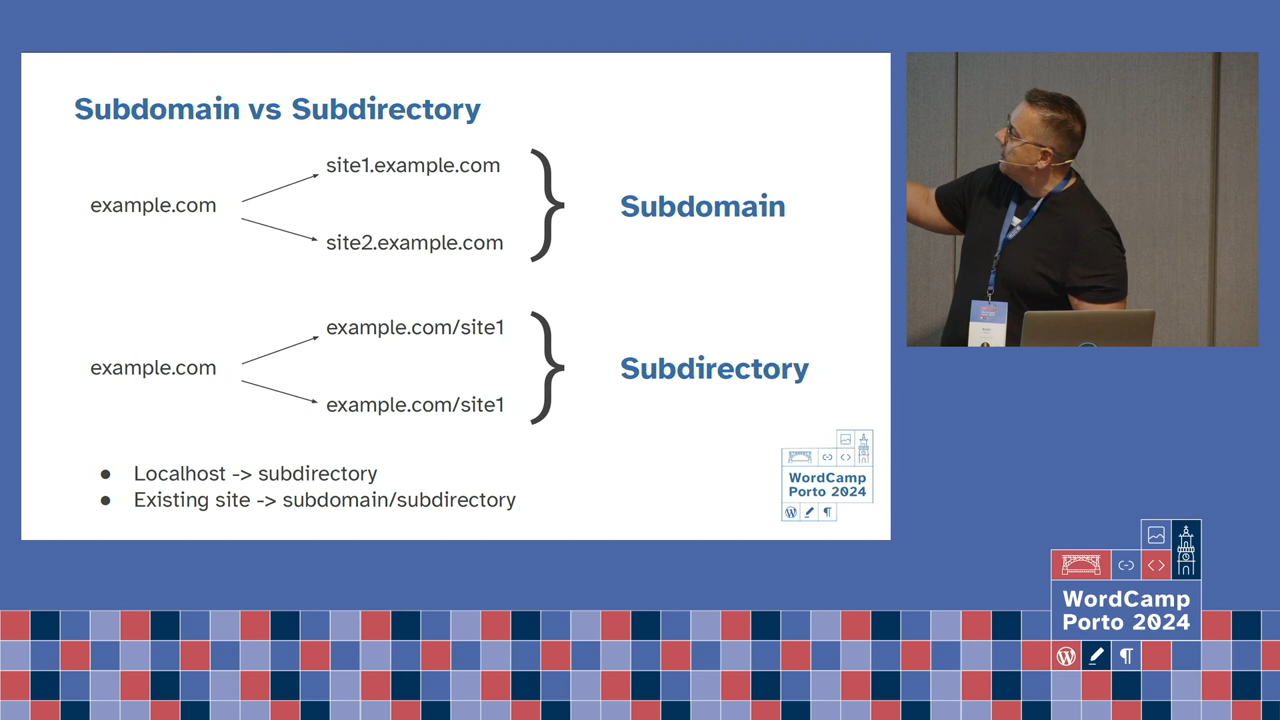 Subdomain vs Subdirectory
example.com
site1.example.com
site2.example.com
Subdomain
example.com
example.com/site1
example.com/site1
Subdirectory
● Localhost -> subdirectory
● Existing site -> subdomain/subdirectory
WordCamp
Porto 2024
WordCamp
Porto 2024